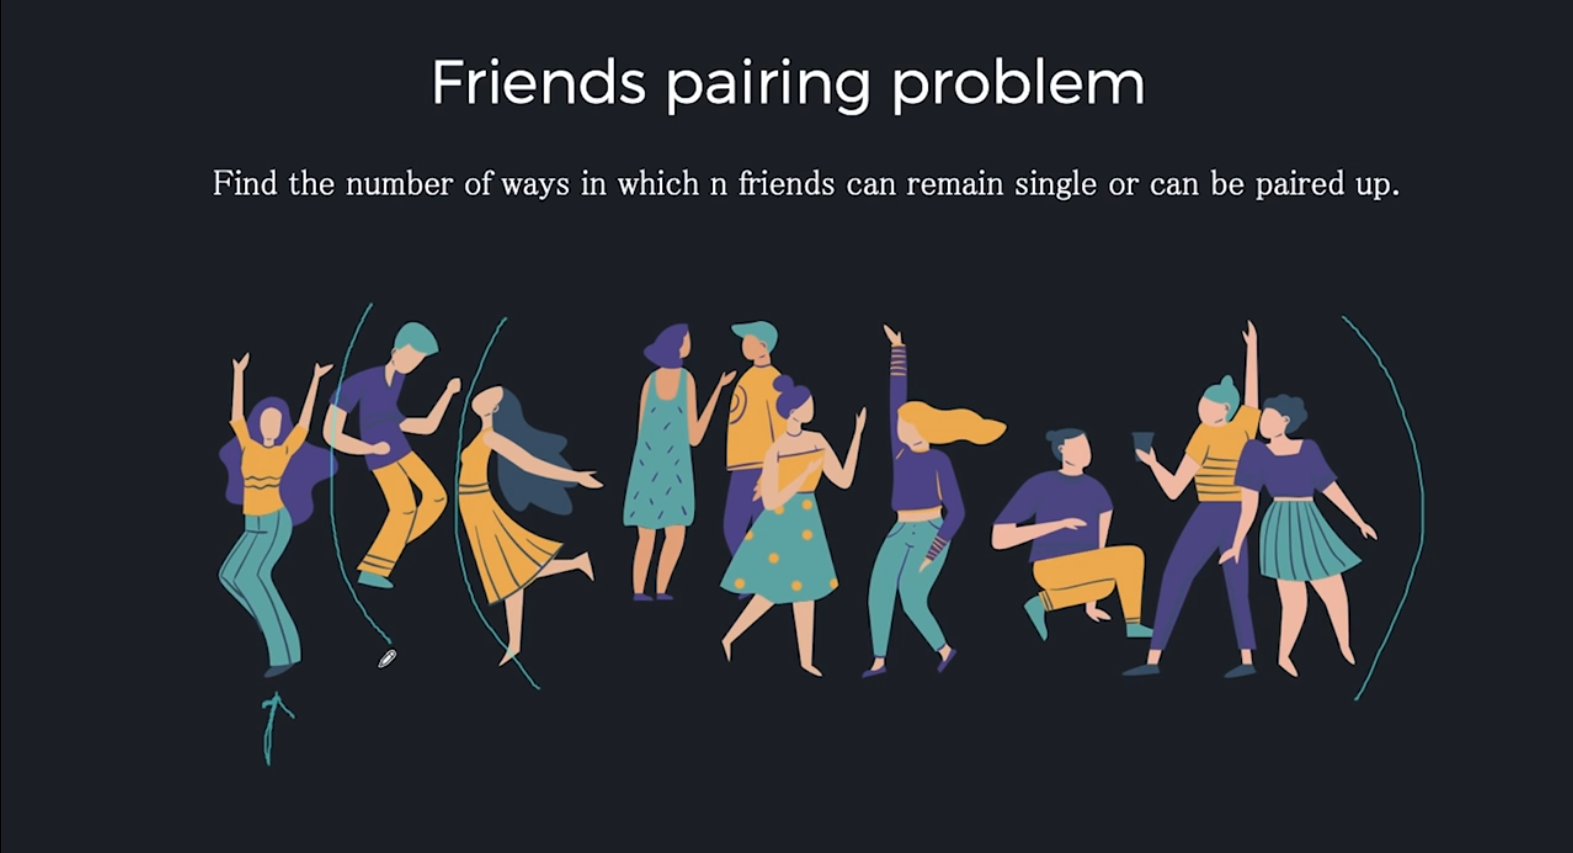 Friends pairing problem
Find the number of ways in which n friends can remain single or can be paired up.